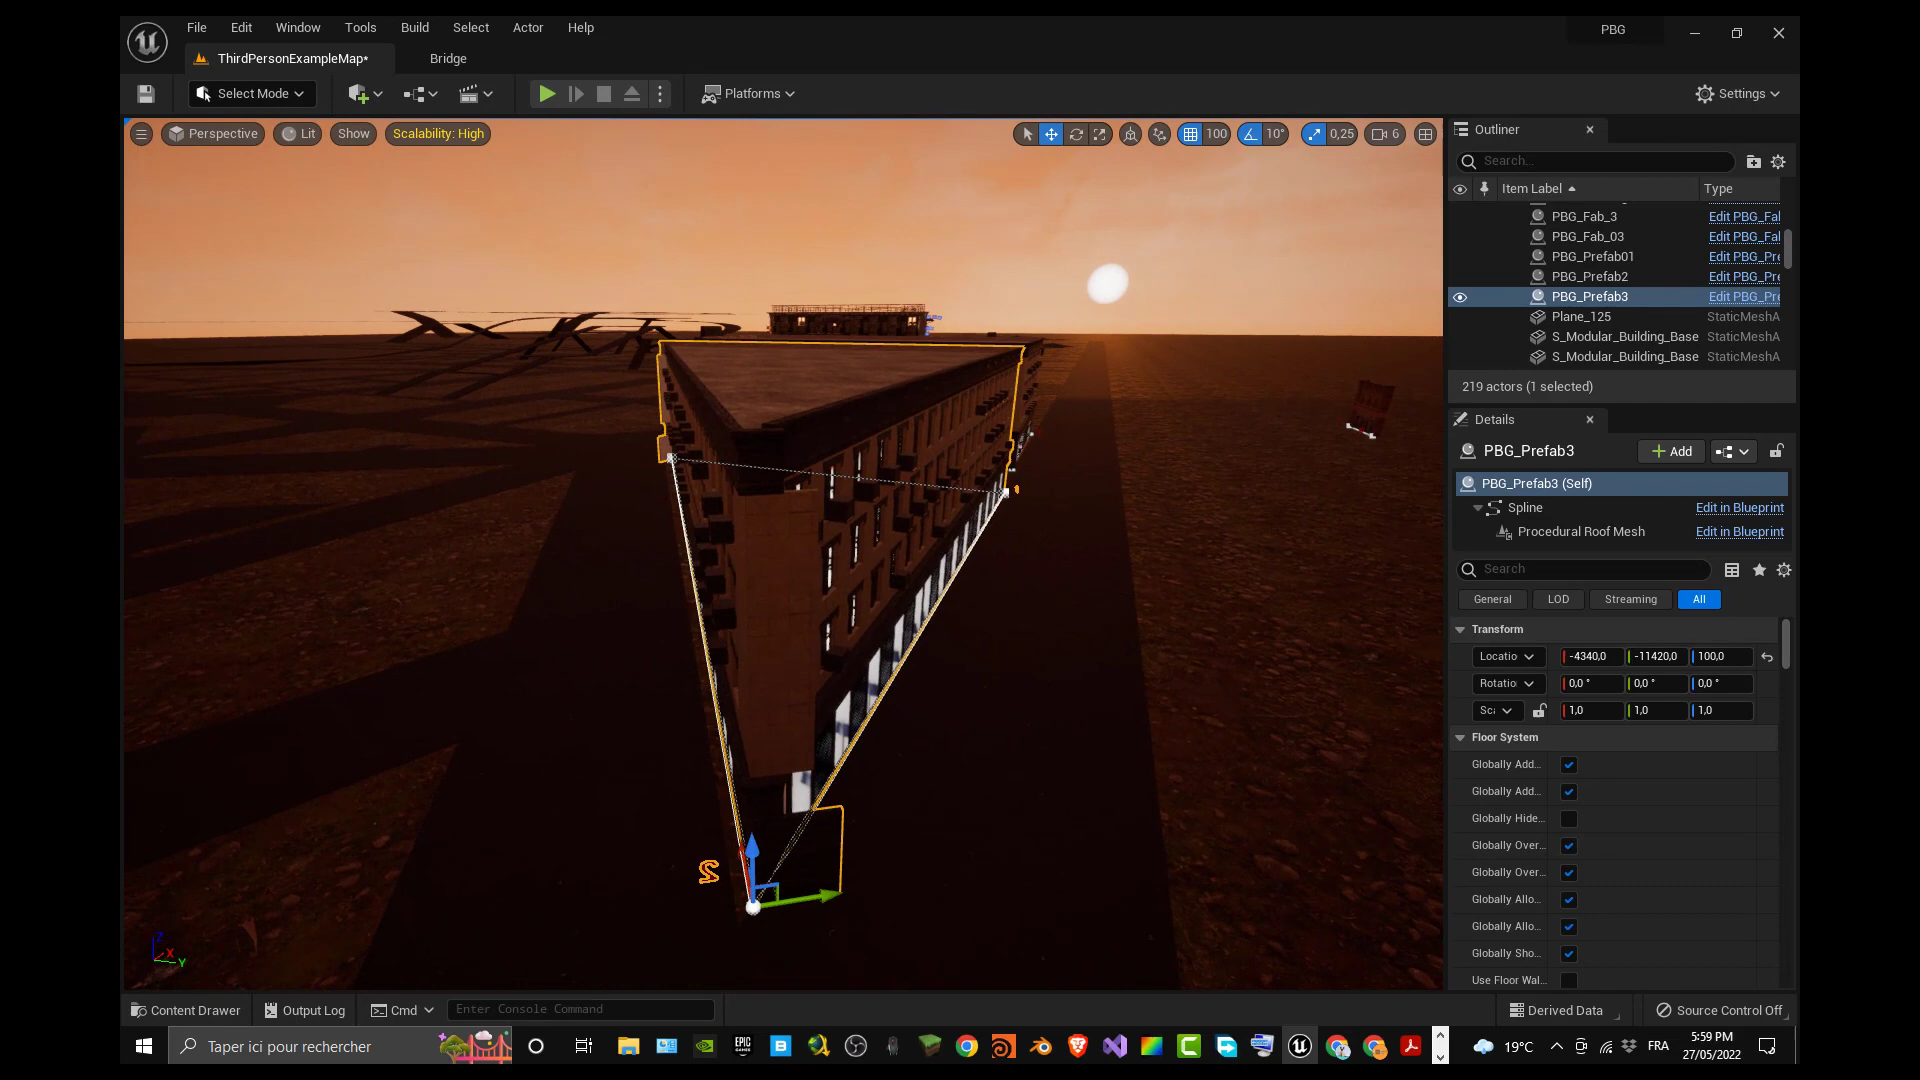 File Edit Window Tools Build Select Actor Help
PBG
ThirdPersonExampleMap*
Bridge
Select Mode
Platforms
Settings
Perspective
Lit
Show
Scalability: High
100
10°
0,25
6
Outliner
Search...
Item Label
Type
PBG_Fab_3 Edit PBG_Fal
PBG_Fab_03 Edit PBG_Fal
PBG_Prefab01 Edit PBG_Pre
PBG_Prefab2 Edit PBG_Pre
PBG_Prefab3 Edit PBG_Pre
Plane_125 StaticMeshA
S_Modular_Building_Base StaticMeshA
S_Modular_Building_Base StaticMeshA
219 actors (1 selected)
Details
PBG_Prefab3
Add
PBG_Prefab3 (Self)
Spline Edit in Blueprint
Procedural Roof Mesh Edit in Blueprint
Search
General LOD Streaming All
Transform
Locatio -4340,0 -11420,0 100,0
Rotatio 0,0 ° 0,0 ° 0,0 °
Sc 1,0 1,0 1,0
Floor System
Globally Add...
Globally Add...
Globally Hide...
Globally Over...
Globally Over...
Globally Allo...
Globally Allo...
Globally Sho...
Use Floor Wal...
1
2
Z
X
Y
Content Drawer
Output Log
Cmd
Enter Console Command
Derived Data
Source Control Off
Taper ici pour rechercher
EPIC GAMES
19°C
FRA
5:59 PM
27/05/2022